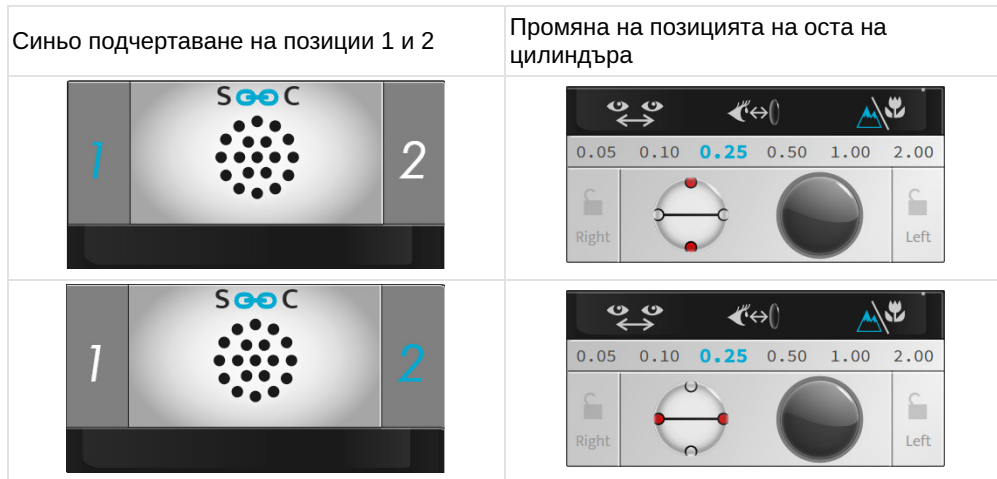 Синьо подчертаване на позиции 1 и 2
Промяна на позицията на оста на
цилиндъра
S C
1
2
0.05 0.10 0.25 0.50 1.00 2.00
Right
Left
S C
1
2
0.05 0.10 0.25 0.50 1.00 2.00
Right
Left